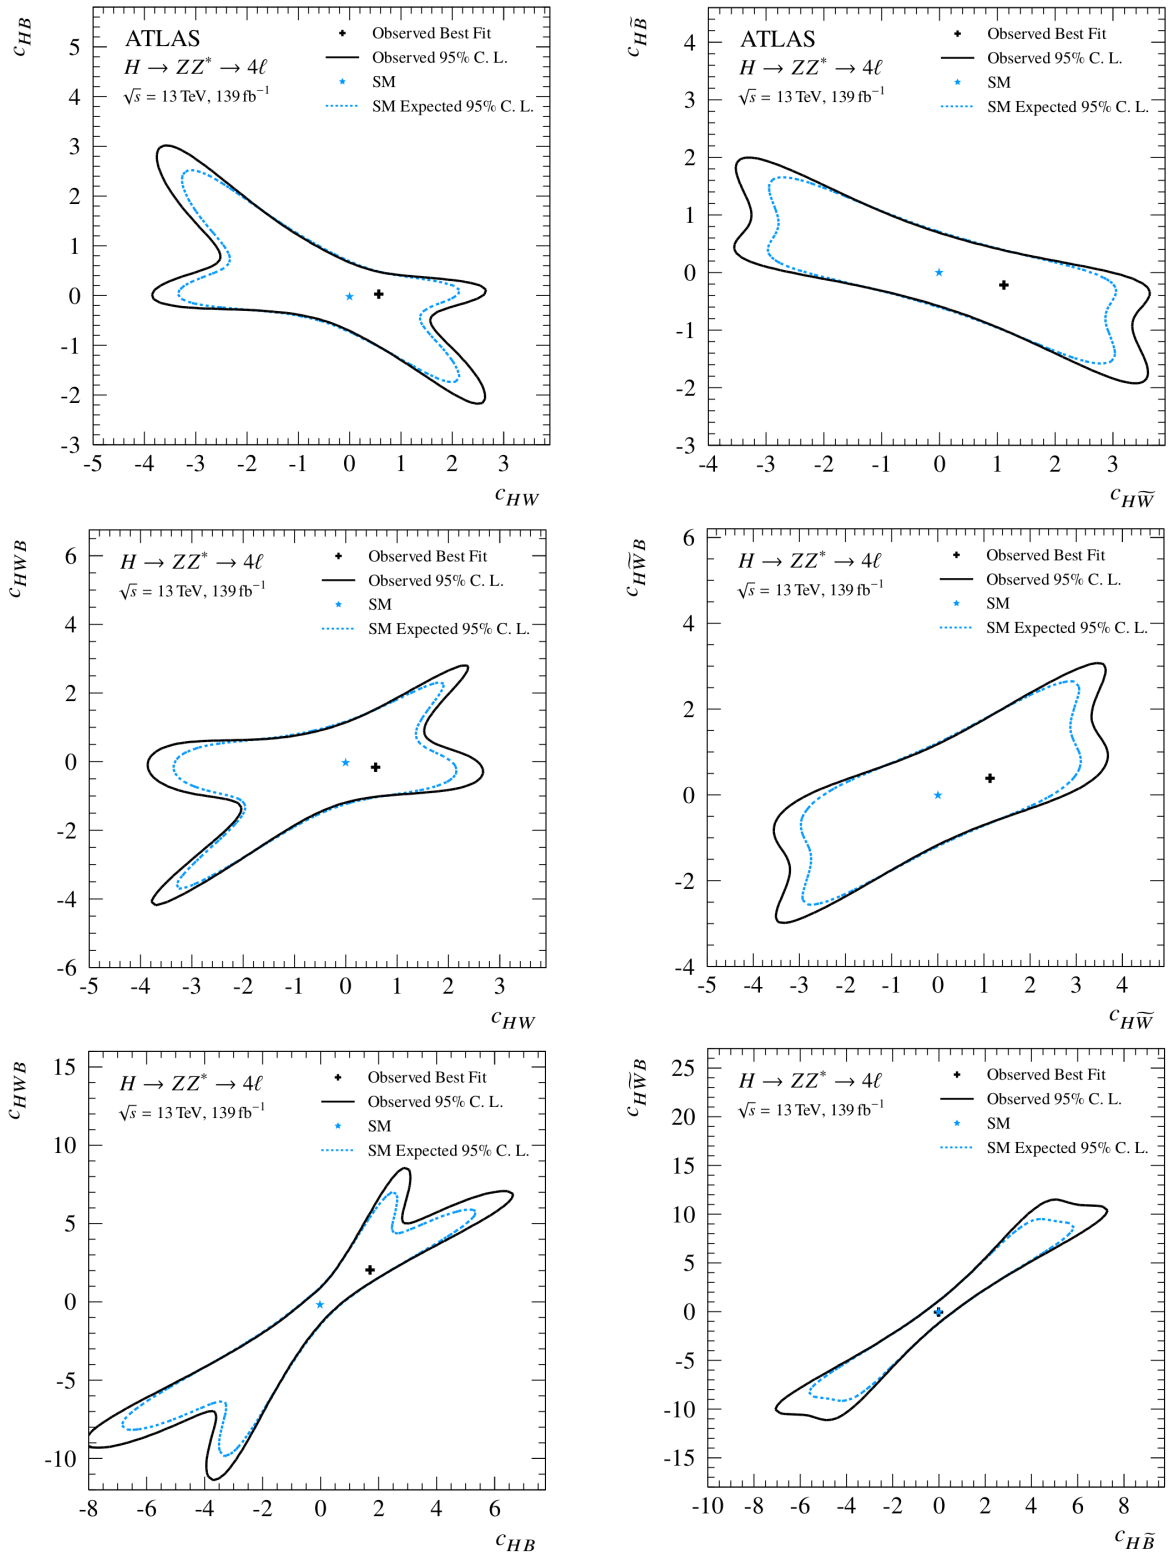 c_HB
ATLAS
H → ZZ* → 4ℓ
√s = 13 TeV, 139 fb⁻¹
Observed Best Fit
Observed 95% C. L.
SM
SM Expected 95% C. L.
5
4
3
2
1
0
-1
-2
-3
-5 -4 -3 -2 -1 0 1 2 3
c_HW
c_HB̃
ATLAS
H → ZZ* → 4ℓ
√s = 13 TeV, 139 fb⁻¹
Observed Best Fit
Observed 95% C. L.
SM
SM Expected 95% C. L.
4
3
2
1
0
-1
-2
-3
-4 -3 -2 -1 0 1 2 3
c_HW̃
c_HWB
H → ZZ* → 4ℓ
√s = 13 TeV, 139 fb⁻¹
Observed Best Fit
Observed 95% C. L.
SM
SM Expected 95% C. L.
6
4
2
0
-2
-4
-6
-5 -4 -3 -2 -1 0 1 2 3
c_HW
c_HW̃B
H → ZZ* → 4ℓ
√s = 13 TeV, 139 fb⁻¹
Observed Best Fit
Observed 95% C. L.
SM
SM Expected 95% C. L.
6
4
2
0
-2
-4
-5 -4 -3 -2 -1 0 1 2 3 4
c_HW̃
c_HWB
H → ZZ* → 4ℓ
√s = 13 TeV, 139 fb⁻¹
Observed Best Fit
Observed 95% C. L.
SM
SM Expected 95% C. L.
15
10
5
0
-5
-10
-8 -6 -4 -2 0 2 4 6
c_HB
c_HW̃B
H → ZZ* → 4ℓ
√s = 13 TeV, 139 fb⁻¹
Observed Best Fit
Observed 95% C. L.
SM
SM Expected 95% C. L.
25
20
15
10
5
0
-5
-10
-15
-10 -8 -6 -4 -2 0 2 4 6 8
c_HB̃